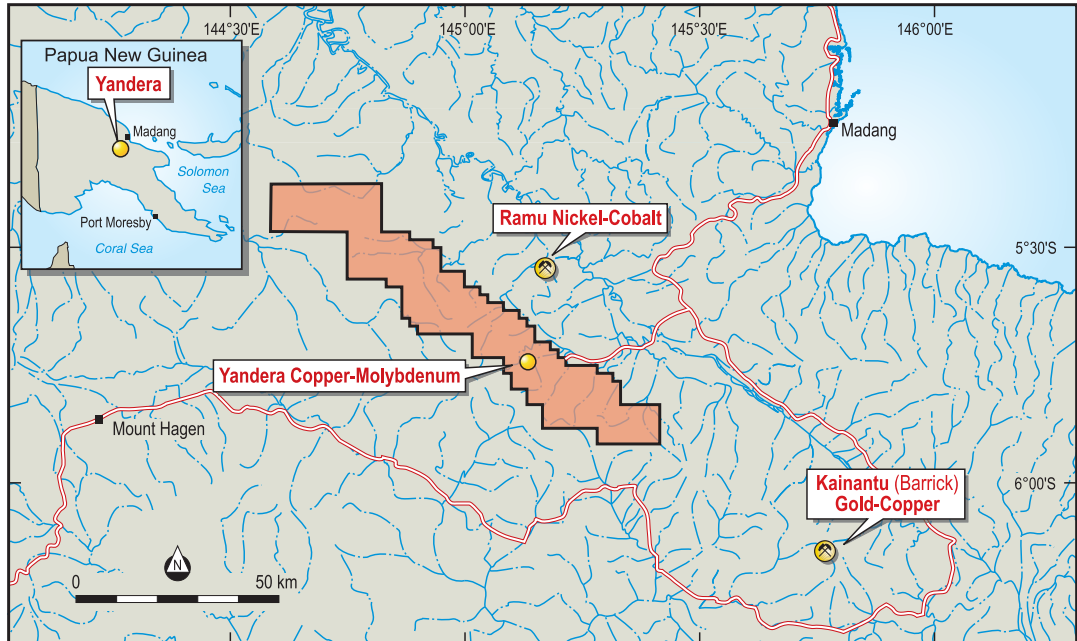 144°30'E
145°00'E
145°30'E
146°00'E
Papua New Guinea
Yandera
Madang
Solomon
Sea
Port Moresby
Coral Sea
Madang
Ramu Nickel-Cobalt
5°30'S
Yandera Copper-Molybdenum
Mount Hagen
Kainantu (Barrick)
Gold-Copper
6°00'S
N
0
50 km